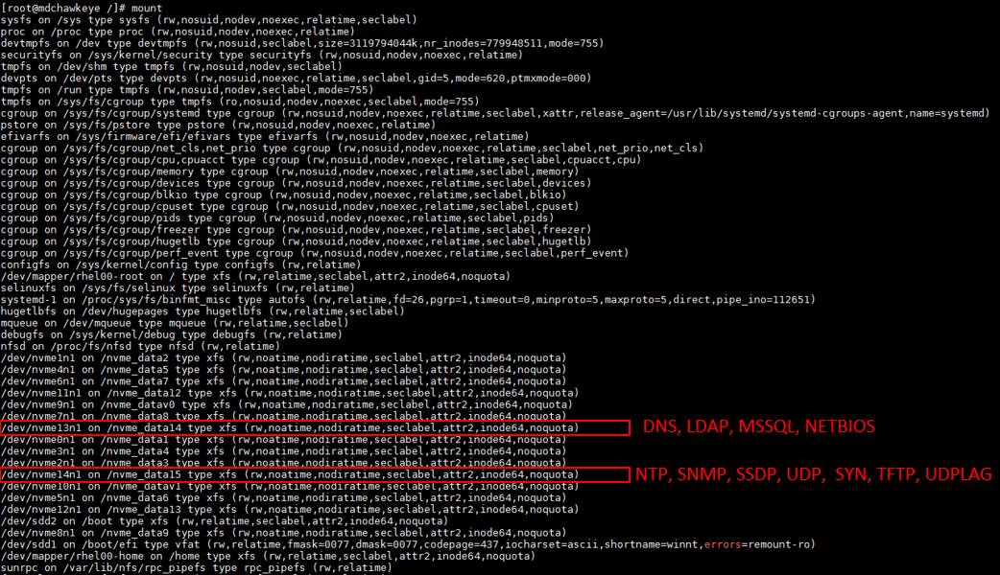 [root@mdchawkeye /]# mount
sysfs on /sys type sysfs (rw,nosuid,nodev,noexec,relatime,seclabel)
proc on /proc type proc (rw,nosuid,nodev,noexec,relatime)
devtmpfs on /dev type devtmpfs (rw,nosuid,seclabel,size=3119794044k,nr_inodes=779948511,mode=755)
securityfs on /sys/kernel/security type securityfs (rw,nosuid,nodev,noexec,relatime)
tmpfs on /dev/shm type tmpfs (rw,nosuid,nodev,seclabel)
devpts on /dev/pts type devpts (rw,nosuid,noexec,relatime,seclabel,gid=5,mode=620,ptmxmode=000)
tmpfs on /run type tmpfs (rw,nosuid,nodev,seclabel,mode=755)
tmpfs on /sys/fs/cgroup type tmpfs (ro,nosuid,nodev,noexec,seclabel,mode=755)
cgroup on /sys/fs/cgroup/systemd type cgroup (rw,nosuid,nodev,noexec,relatime,seclabel,xattr,release_agent=/usr/lib/systemd/systemd-cgroups-agent,name=systemd)
pstore on /sys/fs/pstore type pstore (rw,nosuid,nodev,noexec,relatime)
efivarfs on /sys/firmware/efi/efivars type efivarfs (rw,nosuid,nodev,noexec,relatime)
cgroup on /sys/fs/cgroup/net_cls,net_prio type cgroup (rw,nosuid,nodev,noexec,relatime,seclabel,net_prio,net_cls)
cgroup on /sys/fs/cgroup/cpu,cpuacct type cgroup (rw,nosuid,nodev,noexec,relatime,seclabel,cpuacct,cpu)
cgroup on /sys/fs/cgroup/memory type cgroup (rw,nosuid,nodev,noexec,relatime,seclabel,memory)
cgroup on /sys/fs/cgroup/devices type cgroup (rw,nosuid,nodev,noexec,relatime,seclabel,devices)
cgroup on /sys/fs/cgroup/blkio type cgroup (rw,nosuid,nodev,noexec,relatime,seclabel,blkio)
cgroup on /sys/fs/cgroup/cpuset type cgroup (rw,nosuid,nodev,noexec,relatime,seclabel,cpuset)
cgroup on /sys/fs/cgroup/pids type cgroup (rw,nosuid,nodev,noexec,relatime,seclabel,pids)
cgroup on /sys/fs/cgroup/freezer type cgroup (rw,nosuid,nodev,noexec,relatime,seclabel,freezer)
cgroup on /sys/fs/cgroup/hugetlb type cgroup (rw,nosuid,nodev,noexec,relatime,seclabel,hugetlb)
cgroup on /sys/fs/cgroup/perf_event type cgroup (rw,nosuid,nodev,noexec,relatime,seclabel,perf_event)
configfs on /sys/kernel/config type configfs (rw,relatime)
/dev/mapper/rhel00-root on / type xfs (rw,relatime,seclabel,attr2,inode64,noquota)
selinuxfs on /sys/fs/selinux type selinuxfs (rw,relatime)
systemd-1 on /proc/sys/fs/binfmt_misc type autofs (rw,relatime,fd=26,pgrp=1,timeout=0,minproto=5,maxproto=5,direct,pipe_ino=112651)
hugetlbfs on /dev/hugepages type hugetlbfs (rw,relatime,seclabel)
mqueue on /dev/mqueue type mqueue (rw,relatime,seclabel)
debugfs on /sys/kernel/debug type debugfs (rw,relatime)
nfsd on /proc/fs/nfsd type nfsd (rw,relatime)
/dev/nvme1n1 on /nvme_data2 type xfs (rw,noatime,nodiratime,seclabel,attr2,inode64,noquota)
/dev/nvme4n1 on /nvme_data5 type xfs (rw,noatime,nodiratime,seclabel,attr2,inode64,noquota)
/dev/nvme6n1 on /nvme_data7 type xfs (rw,noatime,nodiratime,seclabel,attr2,inode64,noquota)
/dev/nvme11n1 on /nvme_data12 type xfs (rw,noatime,nodiratime,seclabel,attr2,inode64,noquota)
/dev/nvme9n1 on /nvme_datav0 type xfs (rw,noatime,nodiratime,seclabel,attr2,inode64,noquota)
/dev/nvme7n1 on /nvme_data8 type xfs (rw,noatime,nodiratime,seclabel,attr2,inode64,noquota)
/dev/nvme13n1 on /nvme_data14 type xfs (rw,noatime,nodiratime,seclabel,attr2,inode64,noquota) DNS, LDAP, MSSQL, NETBIOS
/dev/nvme0n1 on /nvme_data1 type xfs (rw,noatime,nodiratime,seclabel,attr2,inode64,noquota)
/dev/nvme3n1 on /nvme_data4 type xfs (rw,noatime,nodiratime,seclabel,attr2,inode64,noquota)
/dev/nvme2n1 on /nvme_data3 type xfs (rw,noatime,nodiratime,seclabel,attr2,inode64,noquota)
/dev/nvme14n1 on /nvme_data15 type xfs (rw,noatime,nodiratime,seclabel,attr2,inode64,noquota) NTP, SNMP, SSDP, UDP, SYN, TFTP, UDPLAG
/dev/nvme10n1 on /nvme_datav1 type xfs (rw,noatime,nodiratime,seclabel,attr2,inode64,noquota)
/dev/nvme5n1 on /nvme_data6 type xfs (rw,noatime,nodiratime,seclabel,attr2,inode64,noquota)
/dev/nvme12n1 on /nvme_data13 type xfs (rw,noatime,nodiratime,seclabel,attr2,inode64,noquota)
/dev/sdd2 on /boot type xfs (rw,relatime,seclabel,attr2,inode64,noquota)
/dev/nvme8n1 on /nvme_data9 type xfs (rw,noatime,nodiratime,seclabel,attr2,inode64,noquota)
/dev/sdd1 on /boot/efi type vfat (rw,relatime,fmask=0077,dmask=0077,codepage=437,iocharset=ascii,shortname=winnt,errors=remount-ro)
/dev/mapper/rhel00-home on /home type xfs (rw,relatime,seclabel,attr2,inode64,noquota)
sunrpc on /var/lib/nfs/rpc_pipefs type rpc_pipefs (rw,relatime)